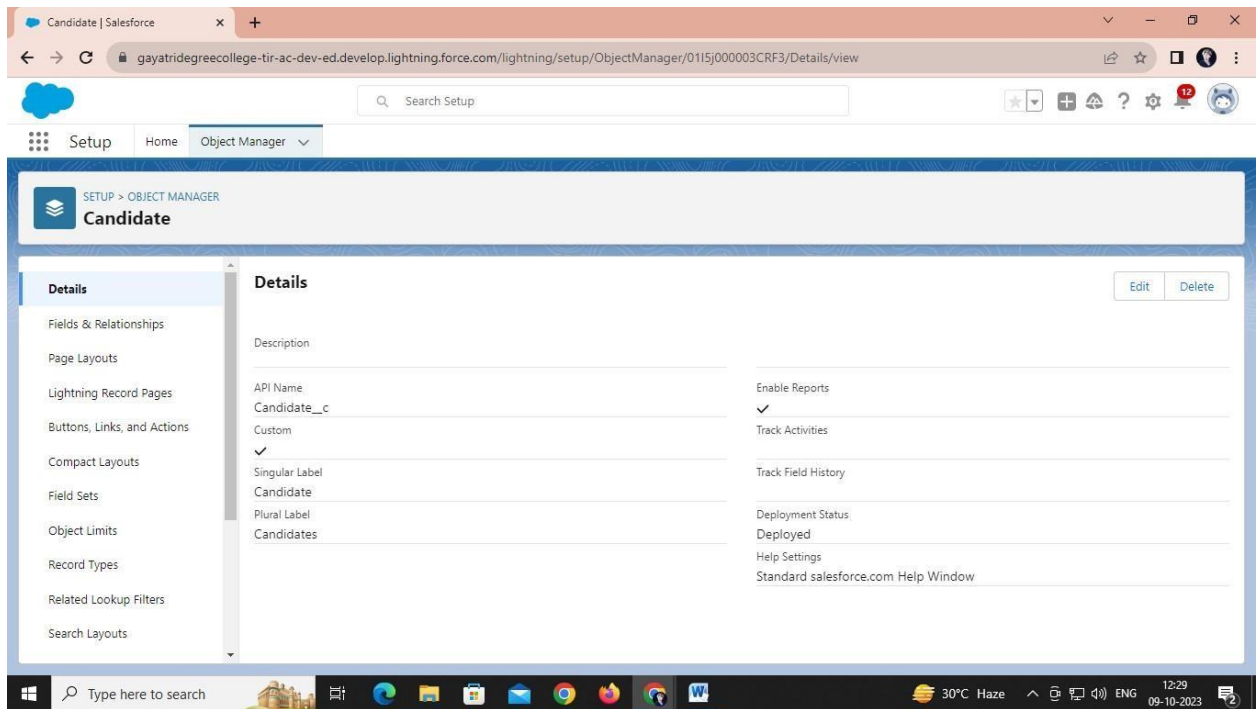 Candidate | Salesforce
gayatridegreecollege-tir-ac-dev-ed.develop.lightning.force.com/lightning/setup/ObjectManager/01I5j000003CRF3/Details/view
Search Setup
12
Setup
Home
Object Manager
SETUP > OBJECT MANAGER
Candidate
Details
Fields & Relationships
Page Layouts
Lightning Record Pages
Buttons, Links, and Actions
Compact Layouts
Field Sets
Object Limits
Record Types
Related Lookup Filters
Search Layouts
Details
Edit
Delete
Description
API Name
Candidate__c
Custom
Singular Label
Candidate
Plural Label
Candidates
Enable Reports
Track Activities
Track Field History
Deployment Status
Deployed
Help Settings
Standard salesforce.com Help Window
Type here to search
30°C Haze
ENG
12:29
09-10-2023
2